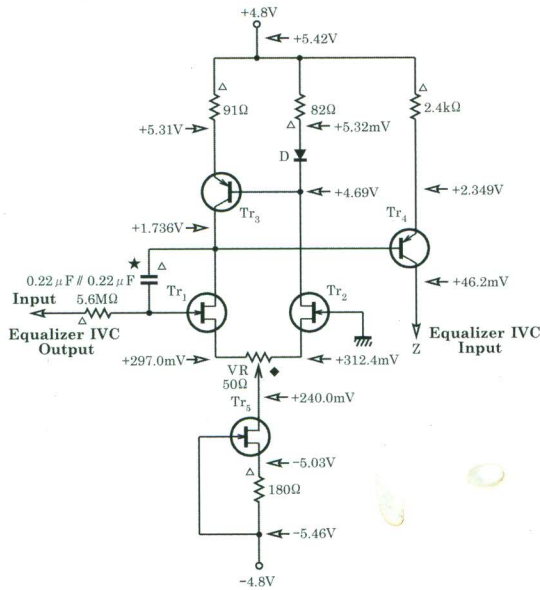 +4.8V
+5.42V
91Ω
82Ω
2.4kΩ
+5.31V
+5.32mV
D
+4.69V
+2.349V
Tr3
Tr4
+1.736V
★
0.22μF//0.22μF
+46.2mV
Input
5.6MΩ
Tr1
Tr2
Equalizer IVC
Output
Z
Equalizer IVC
Input
+297.0mV
+312.4mV
VR
50Ω
◆
Tr5
+240.0mV
-5.03V
180Ω
-5.46V
-4.8V